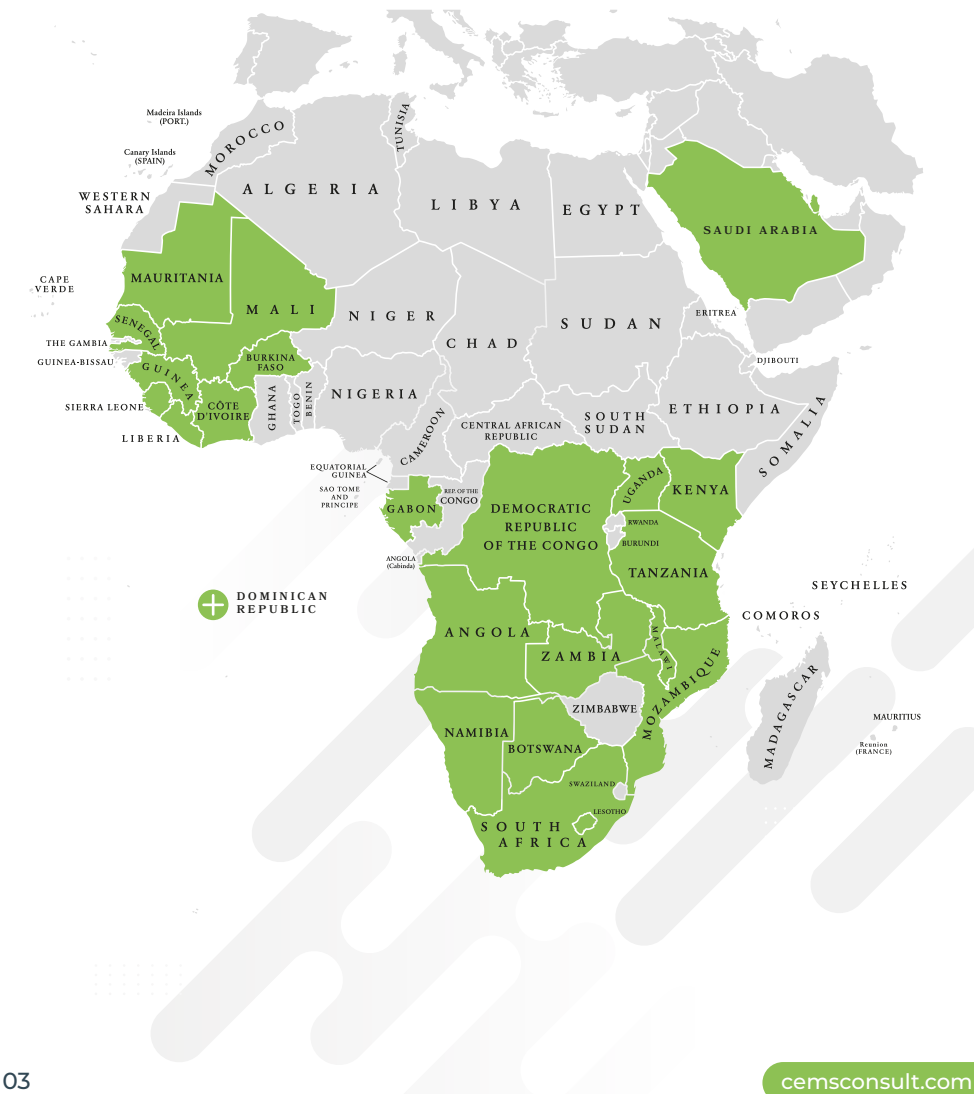 Madeira Islands
(PORT.)
MOROCCO
TUNISIA
Canary Islands
(SPAIN)
ALGERIA
LIBYA
EGYPT
WESTERN
SAHARA
SAUDI ARABIA
CAPE
VERDE
MAURITANIA
MALI
NIGER
CHAD
SUDAN
ERITREA
SENEGAL
THE GAMBIA
GUINEA-BISSAU
GUINEA
BURKINA
FASO
DJIBOUTI
SIERRA LEONE
LIBERIA
CÔTE
D'IVOIRE
GHANA
TOGO
BENIN
NIGERIA
CAMEROON
CENTRAL AFRICAN
REPUBLIC
SOUTH
SUDAN
ETHIOPIA
SOMALIA
EQUATORIAL
GUINEA
SAO TOME
AND
PRINCIPE
GABON
REP. OF THE
CONGO
DEMOCRATIC
REPUBLIC
OF THE CONGO
UGANDA
KENYA
RWANDA
BURUNDI
ANGOLA
(Cabinda)
TANZANIA
SEYCHELLES
COMOROS
DOMINICAN
REPUBLIC
ANGOLA
ZAMBIA
MALAWI
MOZAMBIQUE
MADAGASCAR
ZIMBABWE
MAURITIUS
Reunion
(FRANCE)
NAMIBIA
BOTSWANA
SWAZILAND
LESOTHO
SOUTH
AFRICA
03
cemsconsult.com